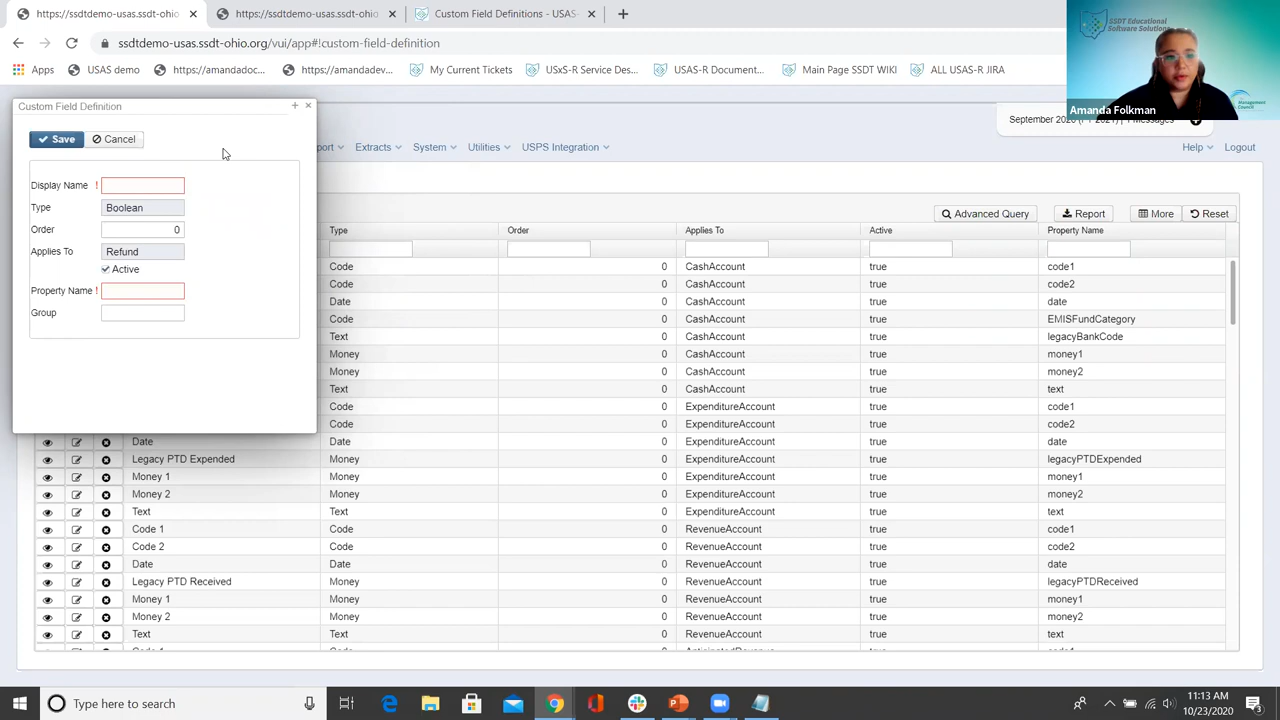 https://ssdtdemo-usas.ssdt-ohio
https://ssdtdemo-usas.ssdt-ohio.
Custom Field Definitions - USAS-
ssdtdemo-usas.ssdt-ohio.org/vui/app#!custom-field-definition
Apps
USAS demo
https://amandadoc...
https://amandadev...
My Current Tickets
USxS-R Service Des...
USAS-R Document...
Main Page SSDT WIKI
ALL USAS-R JIRA
SSDT Educational
Software Solutions
Management
Council
Amanda Folkman
Custom Field Definition
Save
Cancel
Display Name !
Type Boolean
Order 0
Applies To Refund
Active
Property Name !
Group
port
Extracts
System
Utilities
USPS Integration
Help
Logout
Advanced Query
Report
More
Reset
Type Order Applies To Active Property Name
Code 0 CashAccount true code1
Code 0 CashAccount true code2
Date 0 CashAccount true date
Code 0 CashAccount true EMISFundCategory
Text 0 CashAccount true legacyBankCode
Money 0 CashAccount true money1
Money 0 CashAccount true money2
Text 0 CashAccount true text
Code 0 ExpenditureAccount true code1
Code 0 ExpenditureAccount true code2
Date Date 0 ExpenditureAccount true date
Legacy PTD Expended Money 0 ExpenditureAccount true legacyPTDExpended
Money 1 Money 0 ExpenditureAccount true money1
Money 2 Money 0 ExpenditureAccount true money2
Text Text 0 ExpenditureAccount true text
Code 1 Code 0 RevenueAccount true code1
Code 2 Code 0 RevenueAccount true code2
Date Date 0 RevenueAccount true date
Legacy PTD Received Money 0 RevenueAccount true legacyPTDReceived
Money 1 Money 0 RevenueAccount true money1
Money 2 Money 0 RevenueAccount true money2
Text Text 0 RevenueAccount true text
Type here to search
11:13 AM
10/23/2020
3